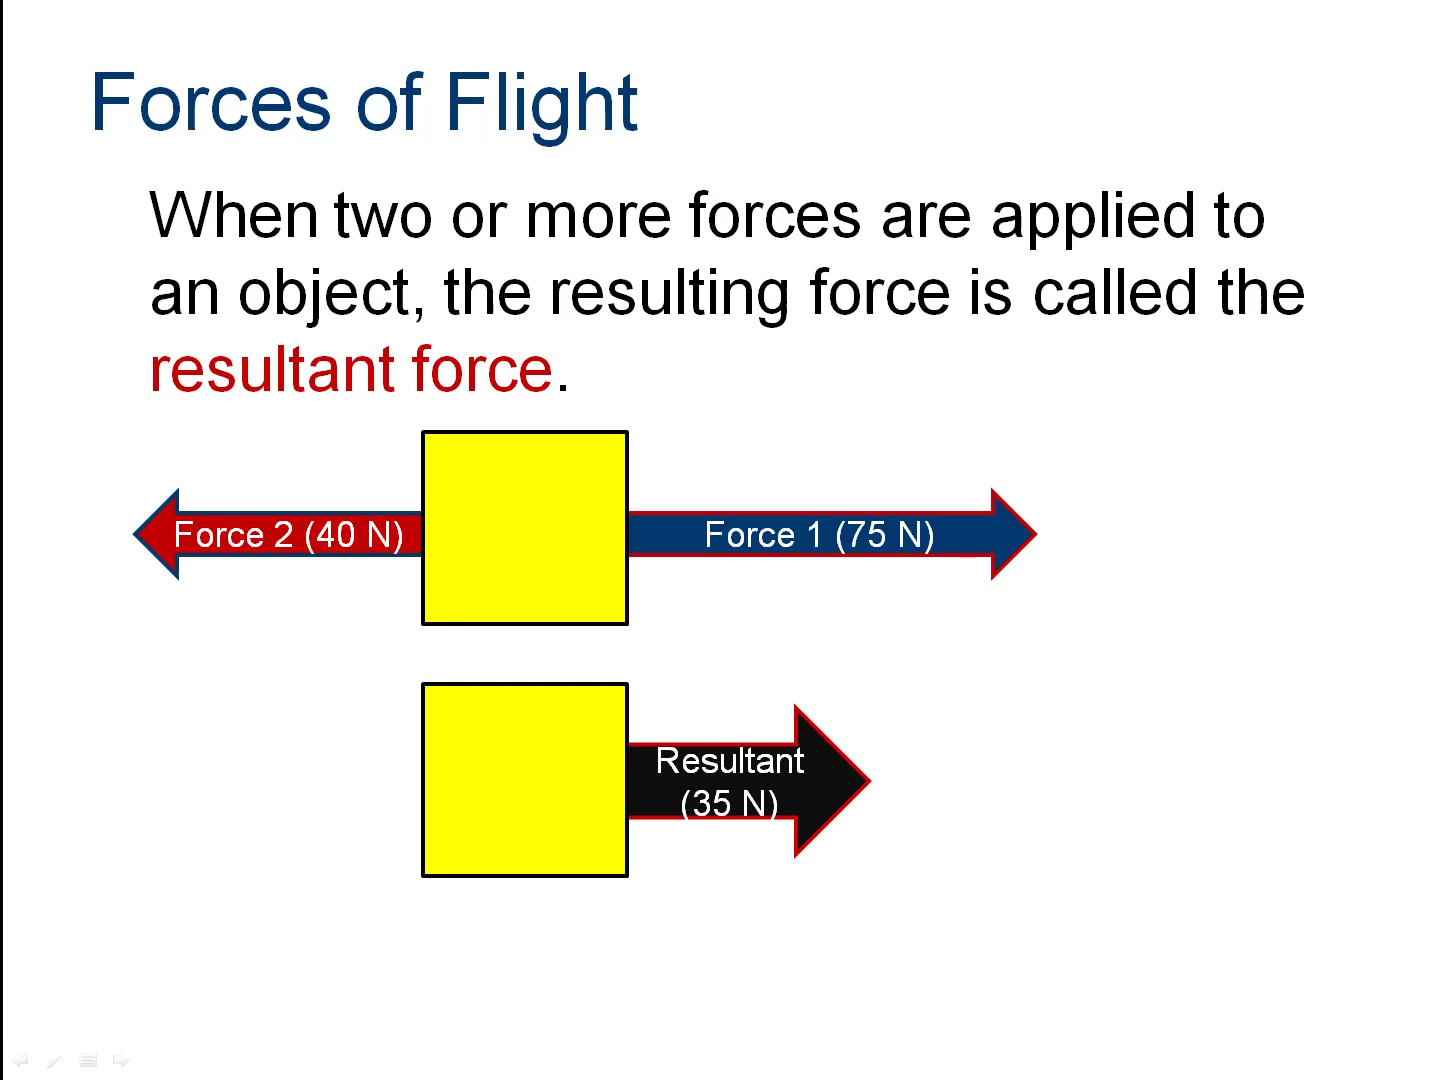 Forces of Flight
When two or more forces are applied to
an object, the resulting force is called the
resultant force.
Force 2 (40 N)
Force 1 (75 N)
Resultant
(35 N)